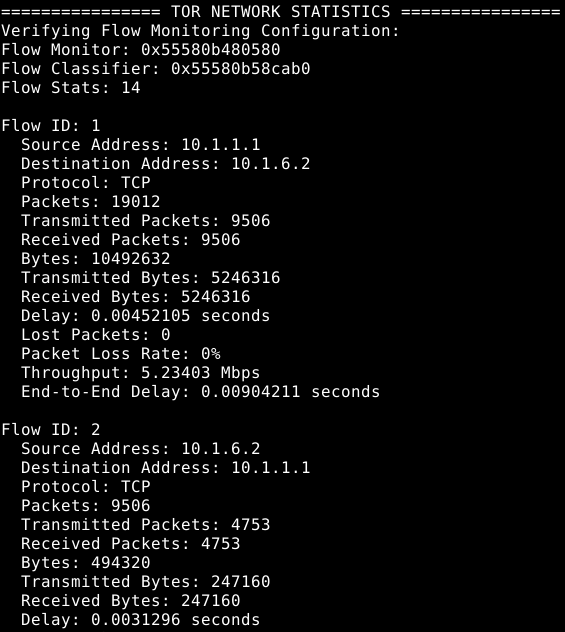 ================ TOR NETWORK STATISTICS ================
Verifying Flow Monitoring Configuration:
Flow Monitor: 0x55580b480580
Flow Classifier: 0x55580b58cab0
Flow Stats: 14

Flow ID: 1
  Source Address: 10.1.1.1
  Destination Address: 10.1.6.2
  Protocol: TCP
  Packets: 19012
  Transmitted Packets: 9506
  Received Packets: 9506
  Bytes: 10492632
  Transmitted Bytes: 5246316
  Received Bytes: 5246316
  Delay: 0.00452105 seconds
  Lost Packets: 0
  Packet Loss Rate: 0%
  Throughput: 5.23403 Mbps
  End-to-End Delay: 0.00904211 seconds

Flow ID: 2
  Source Address: 10.1.6.2
  Destination Address: 10.1.1.1
  Protocol: TCP
  Packets: 9506
  Transmitted Packets: 4753
  Received Packets: 4753
  Bytes: 494320
  Transmitted Bytes: 247160
  Received Bytes: 247160
  Delay: 0.0031296 seconds